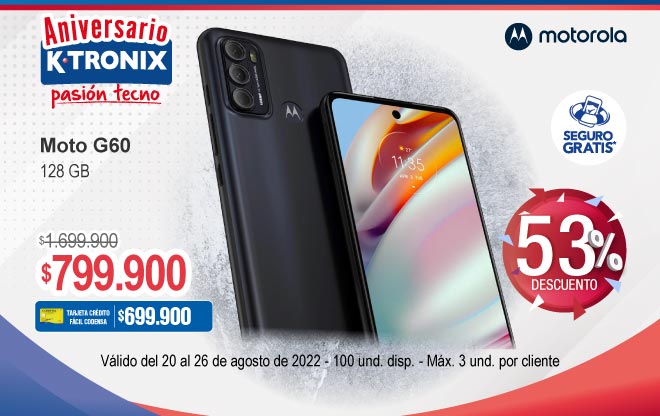 Aniversario
K-TRONIX
pasión tecno
motorola
SEGURO
GRATIS*
Moto G60
128 GB
11:35
$1.699.900
$799.900
TARJETA CRÉDITO
FÁCIL CODENSA
$699.900
53%
DESCUENTO
Válido del 20 al 26 de agosto de 2022 - 100 und. disp. - Máx. 3 und. por cliente